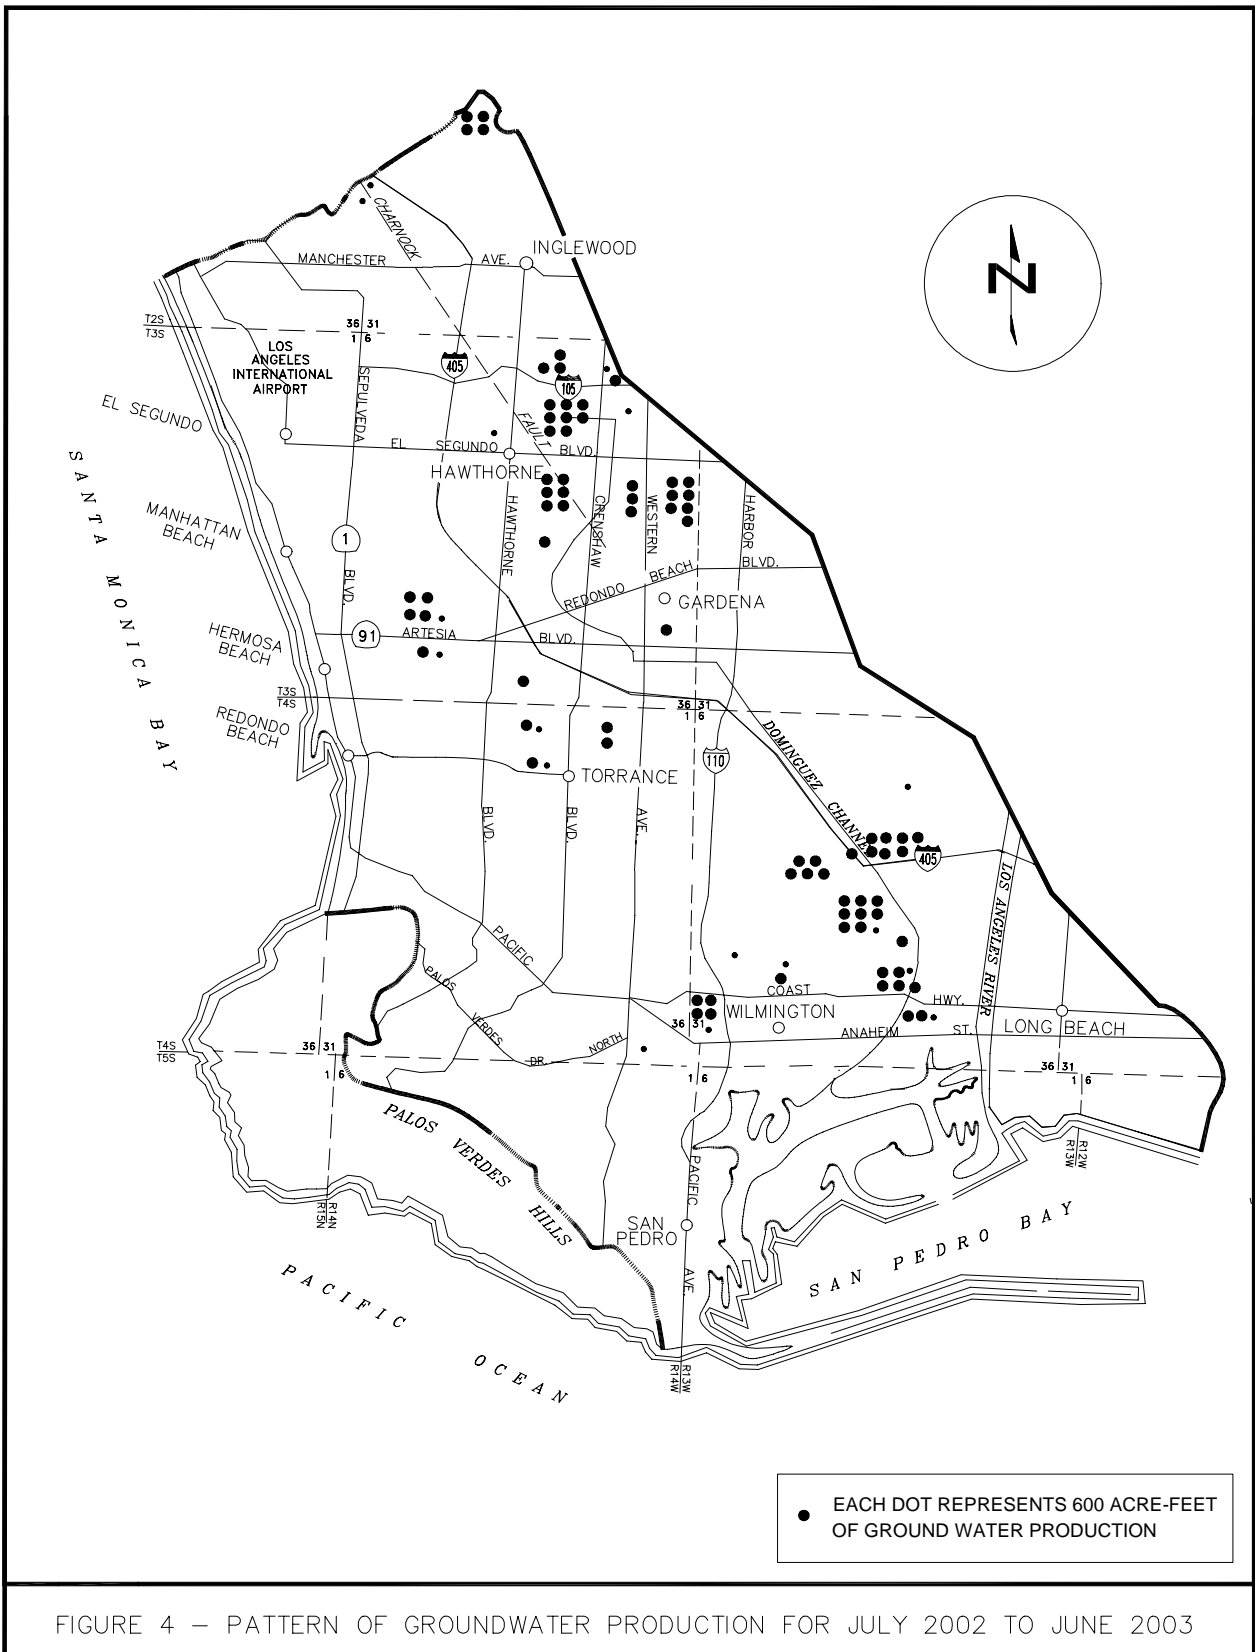 CHARNOCK
INGLEWOOD
MANCHESTER
AVE.
N
T2S
T3S
36 31
1 6
LOS
ANGELES
INTERNATIONAL
AIRPORT
405
105
EL SEGUNDO
SEPULVEDA
FAULT
EL SEGUNDO BLVD.
HAWTHORNE
SANTA MONICA BAY
MANHATTAN
BEACH
1
BLVD.
HAWTHORNE
CRENSHAW
WESTERN
HARBOR
REDONDO BEACH BLVD.
GARDENA
HERMOSA
BEACH
91
ARTESIA
BLVD.
T3S
T4S
36 31
1 6
REDONDO
BEACH
TORRANCE
110
DOMINGUEZ CHANNEL
405
BLVD.
BLVD.
AVE.
LOS ANGELES RIVER
PACIFIC
COAST
HWY.
PALOS
VERDES
DR.
NORTH
WILMINGTON
36 31
ANAHEIM
ST.
LONG BEACH
T4S
T5S
36 31
1 6
1 6
36 31
1 6
PALOS VERDES HILLS
R12W
R13W
R14N
R15N
PACIFIC
SAN
PEDRO
AVE.
SAN PEDRO BAY
PACIFIC OCEAN
R13W
R14W
EACH DOT REPRESENTS 600 ACRE-FEET
OF GROUND WATER PRODUCTION
FIGURE 4 – PATTERN OF GROUNDWATER PRODUCTION FOR JULY 2002 TO JUNE 2003